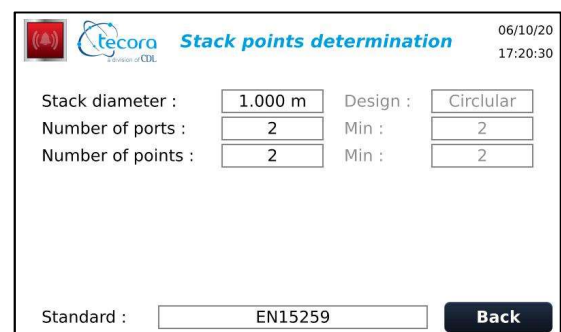 tecora
a division of CDL
Stack points determination
06/10/20
17:20:30
Stack diameter : 1.000 m Design : Circlular
Number of ports : 2 Min : 2
Number of points : 2 Min : 2
Standard : EN15259 Back